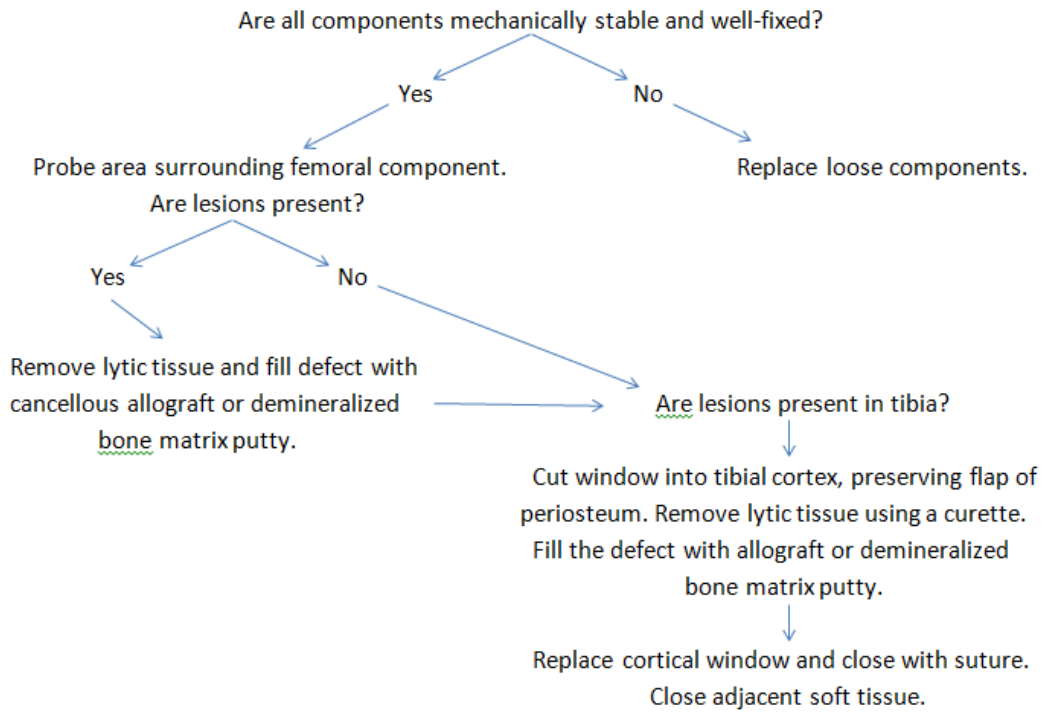 Are all components mechanically stable and well-fixed?
Yes
No
Probe area surrounding femoral component.
Are lesions present?
Replace loose components.
Yes
No
Remove lytic tissue and fill defect with
cancellous allograft or demineralized
bone matrix putty.
Are lesions present in tibia?
Cut window into tibial cortex, preserving flap of
periosteum. Remove lytic tissue using a curette.
Fill the defect with allograft or demineralized
bone matrix putty.
Replace cortical window and close with suture.
Close adjacent soft tissue.